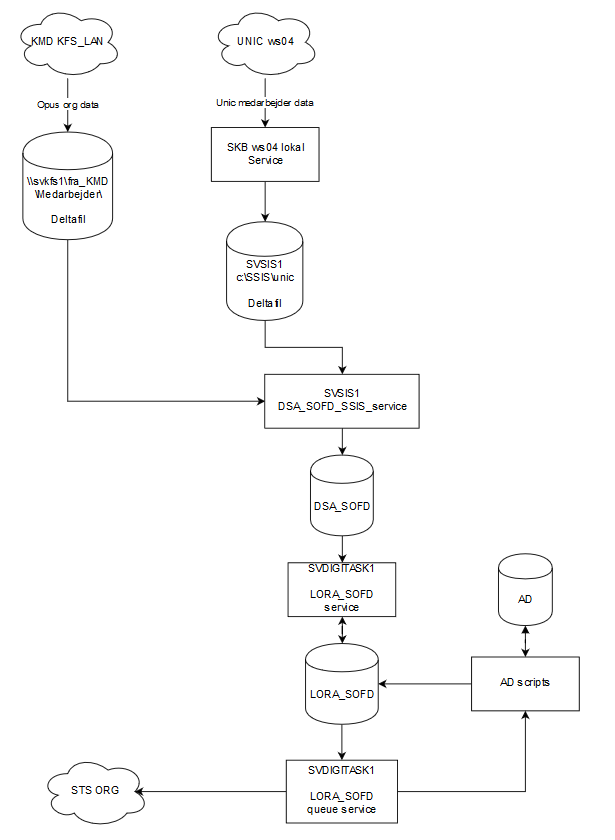 KMD KFS_LAN
UNIC ws04
Opus org data
Unic medarbejder data
SKB ws04 lokal
Service
\\svkfs1\fra_KMD
\Medarbejder\
Deltafil
SVSIS1
c:\SSIS\unic
Deltafil
SVSIS1
DSA_SOFD_SSIS_service
DSA_SOFD
SVDIGITASK1
LORA_SOFD
service
AD
LORA_SOFD
AD scripts
SVDIGITASK1
LORA_SOFD
queue service
STS ORG